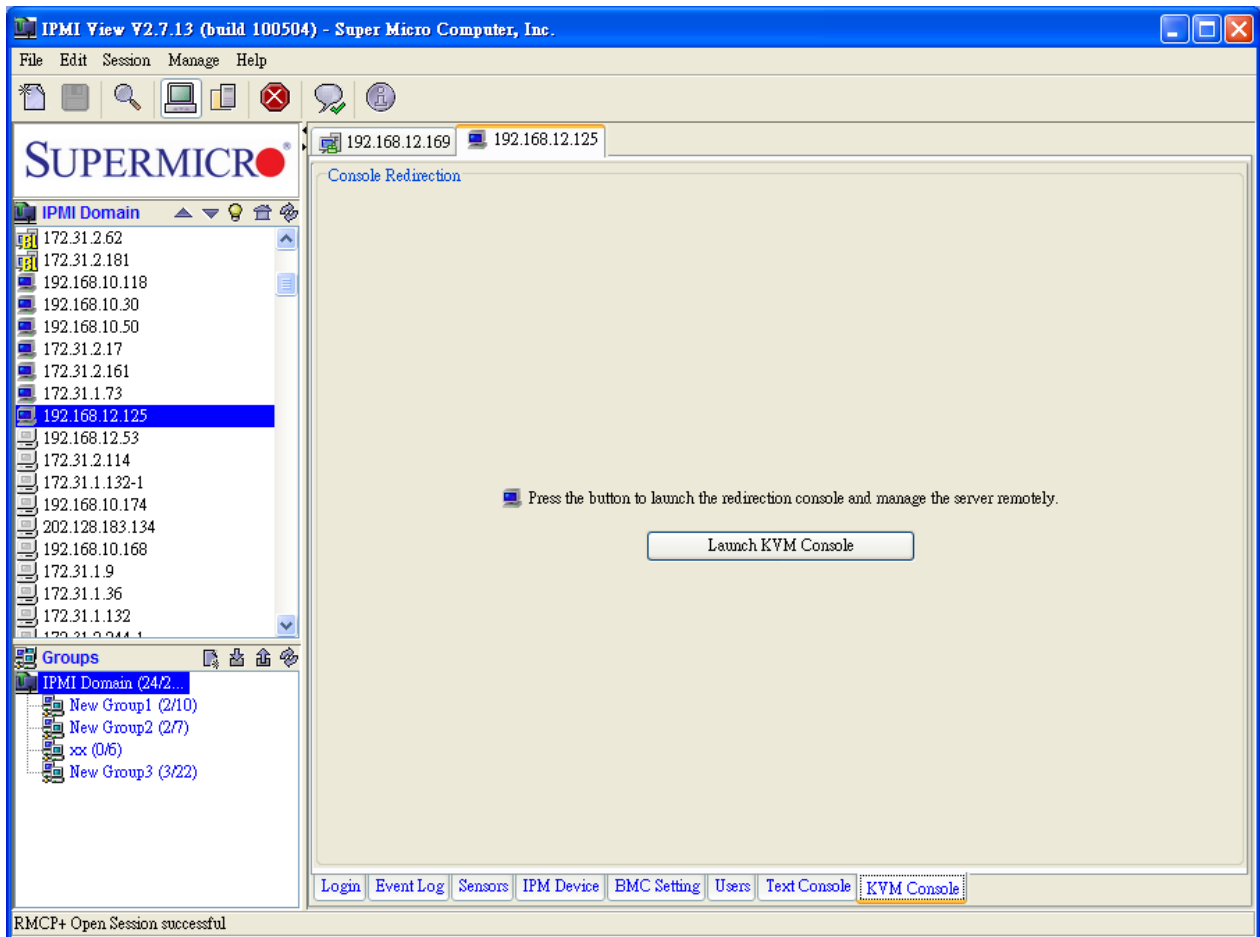 IPMI View V2.7.13 (build 100504) - Super Micro Computer, Inc.
File Edit Session Manage Help
SUPERMICRO
192.168.12.169
192.168.12.125
Console Redirection
IPMI Domain
172.31.2.62
172.31.2.181
192.168.10.118
192.168.10.30
192.168.10.50
172.31.2.17
172.31.2.161
172.31.1.73
192.168.12.125
192.168.12.53
172.31.2.114
172.31.1.132-1
192.168.10.174
202.128.183.134
192.168.10.168
172.31.1.9
172.31.1.36
172.31.1.132
172.31.2.244-1
Press the button to launch the redirection console and manage the server remotely.
Launch KVM Console
Groups
IPMI Domain (24/2...
New Group1 (2/10)
New Group2 (2/7)
xx (0/6)
New Group3 (3/22)
Login Event Log Sensors IPM Device BMC Setting Users Text Console KVM Console
RMCP+ Open Session successful